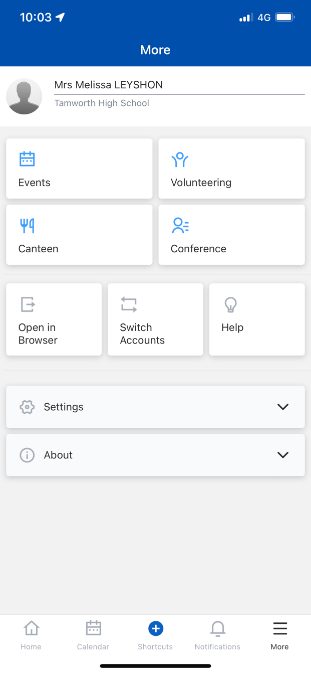 10:03
4G
More
Mrs Melissa LEYSHON
Tamworth High School
Events
Volunteering
Canteen
Conference
Open in
Browser
Switch
Accounts
Help
Settings
About
Home
Calendar
Shortcuts
Notifications
More